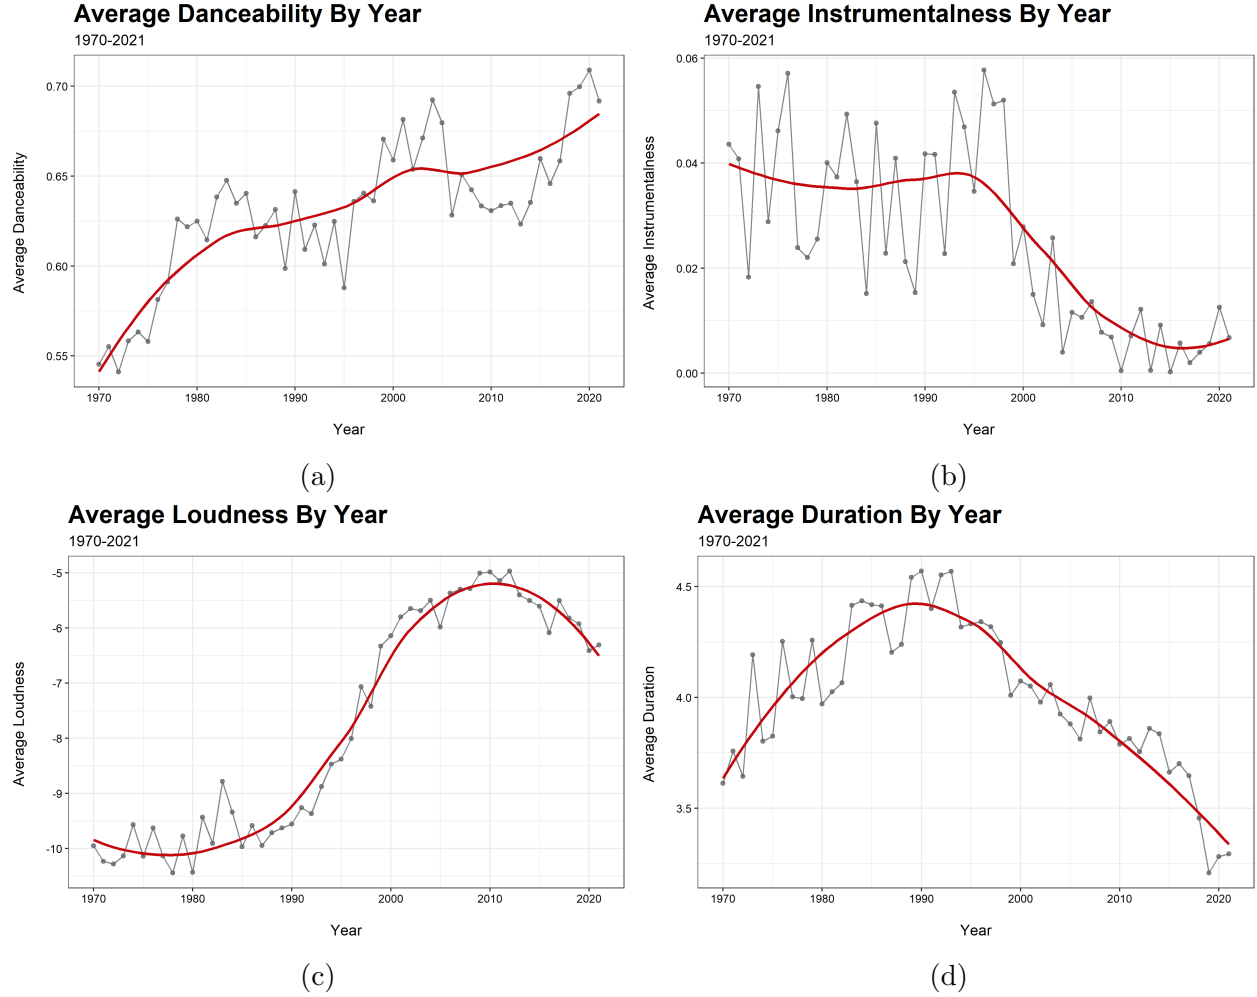 Average Danceability By Year
1970-2021
Average Danceability
0.70
0.65
0.60
0.55
1970 1980 1990 2000 2010 2020
Year
(a)
Average Instrumentalness By Year
1970-2021
Average Instrumentalness
0.06
0.04
0.02
0.00
1970 1980 1990 2000 2010 2020
Year
(b)
Average Loudness By Year
1970-2021
Average Loudness
-5
-6
-7
-8
-9
-10
1970 1980 1990 2000 2010 2020
Year
(c)
Average Duration By Year
1970-2021
Average Duration
4.5
4.0
3.5
1970 1980 1990 2000 2010 2020
Year
(d)